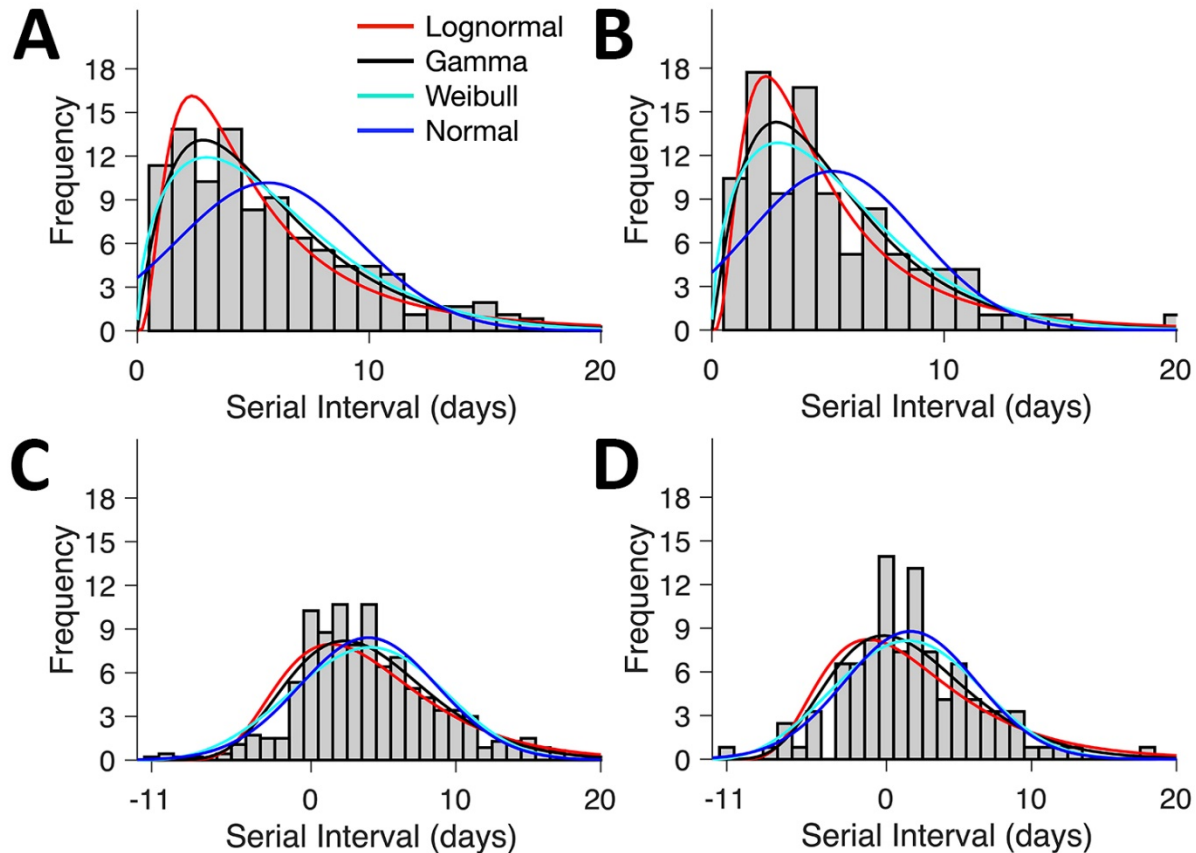 A
Lognormal
Gamma
Weibull
Normal
Frequency
18
15
12
9
6
3
0
0 10 20
Serial Interval (days)
B
Frequency
18
15
12
9
6
3
0
0 10 20
Serial Interval (days)
C
Frequency
18
15
12
9
6
3
0
-11 0 10 20
Serial Interval (days)
D
Frequency
18
15
12
9
6
3
0
-11 0 10 20
Serial Interval (days)